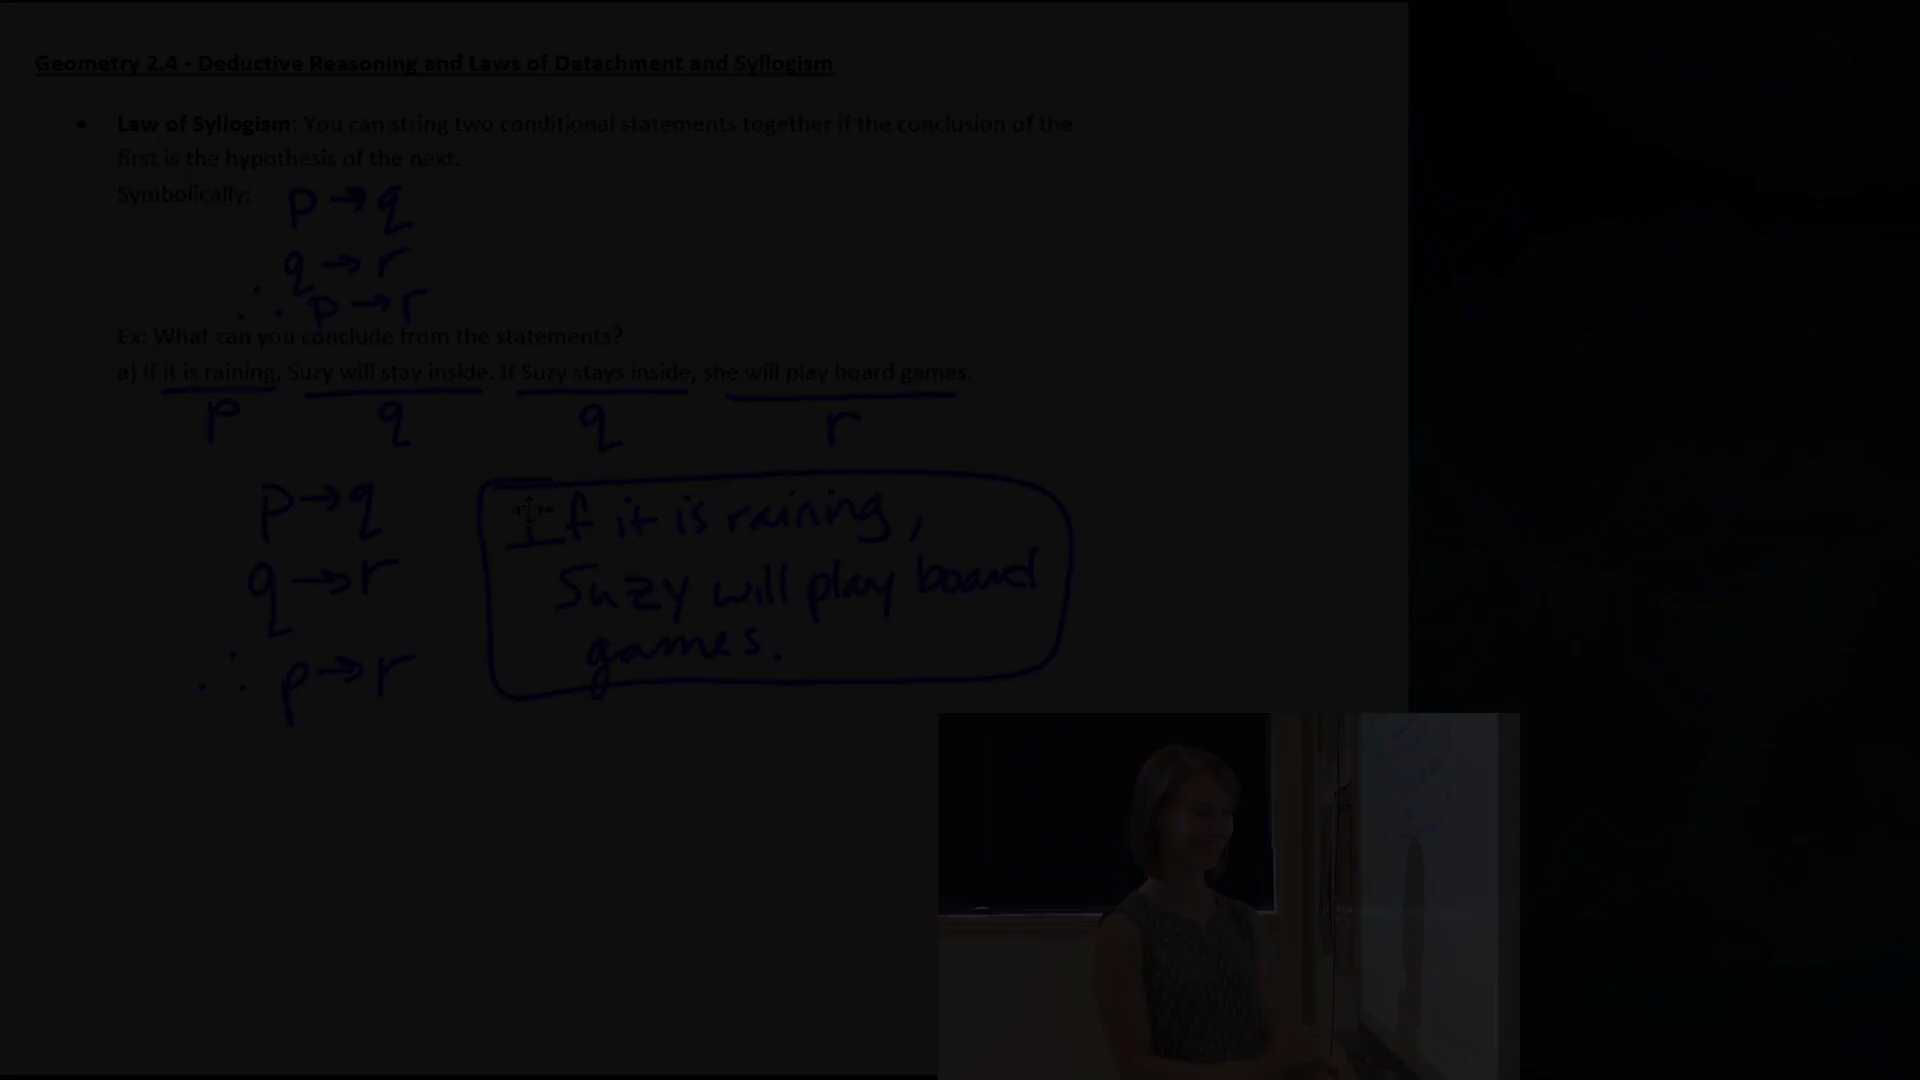 Geometry 2.4 - Deductive Reasoning and Laws of Detachment and Syllogism
• Law of Syllogism: You can string two conditional statements together if the conclusion of the
first is the hypothesis of the next.
Symbolically:
p → q
q → r
∴ p → r
Ex: What can you conclude from the statements?
a) If it is raining, Suzy will stay inside. If Suzy stays inside, she will play board games.
p q q r
p → q
q → r
∴ p → r
If it is raining,
Suzy will play board
games.